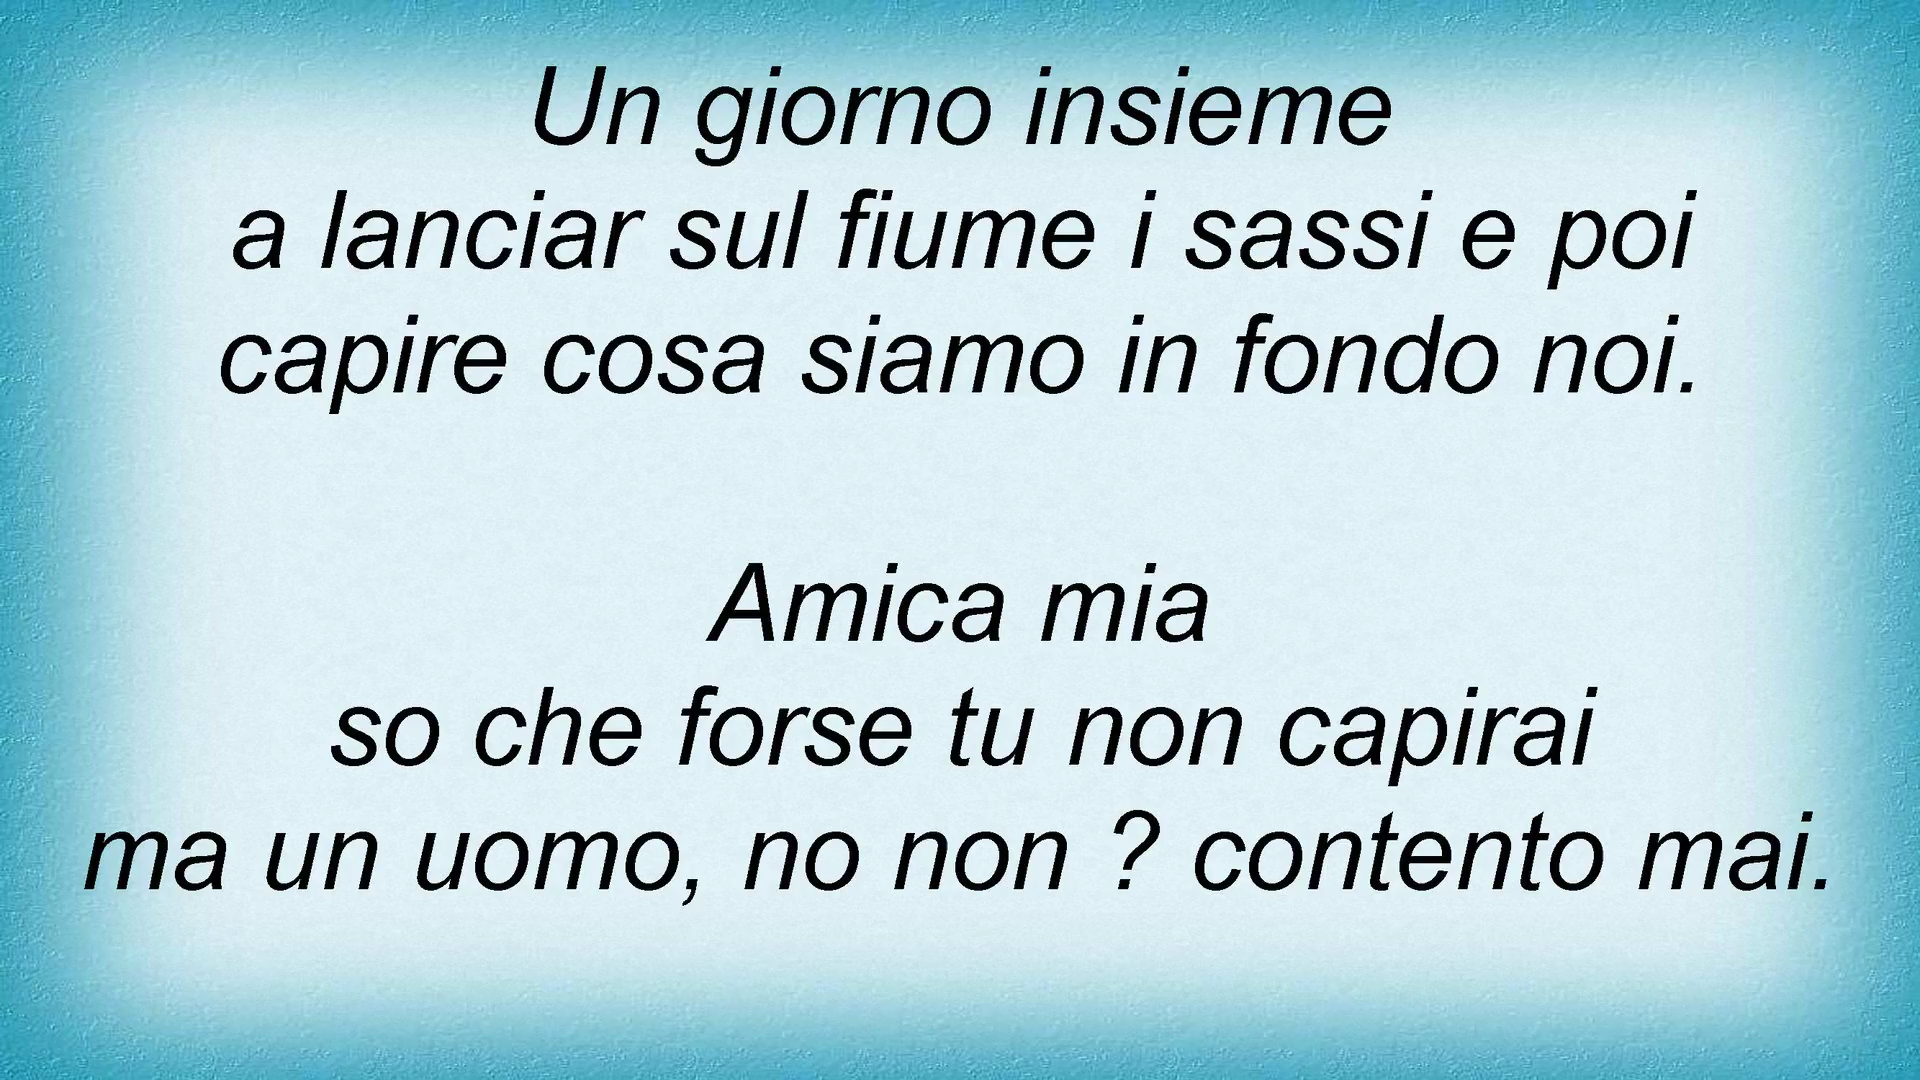 Un giorno insieme
a lanciar sul fiume i sassi e poi
capire cosa siamo in fondo noi.
Amica mia
so che forse tu non capirai
ma un uomo, no non ? contento mai.